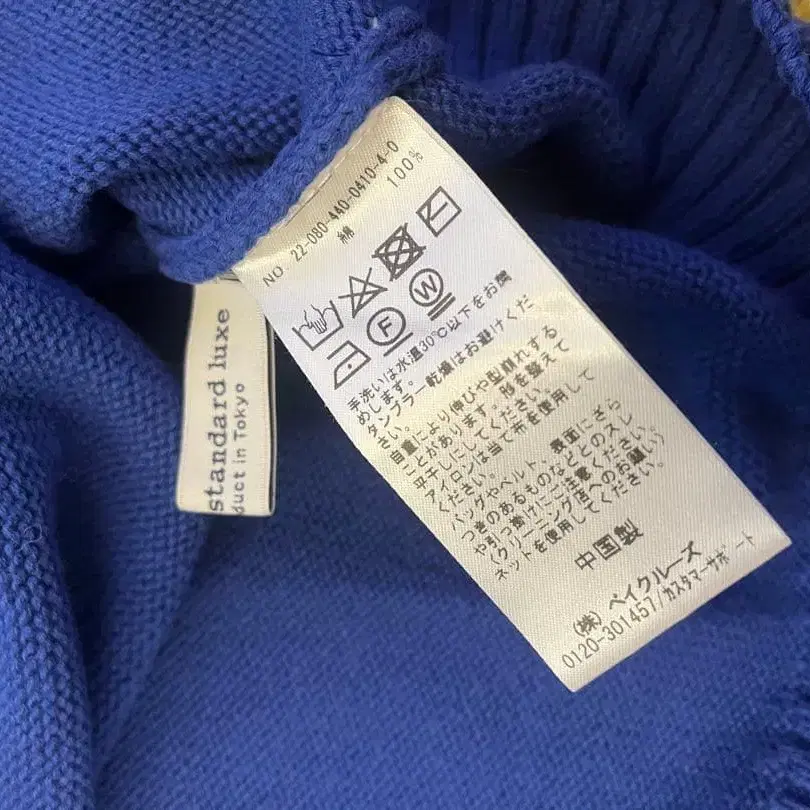 NO 22-080-440-0410-4-0
綿 100%
F W
手洗いは水温30℃以下をお関
めします。
タンブラー乾燥はお避けくだ
さい。
自重により伸びや型崩れする
ことがあります。形を整えて
平干しにしてください。
アイロンは当て布を使用して
ください。
バッグやベルト、表面にざら
つきのあるものなどとのスレ
や引っ掛けに注意ください。
(クリーニング店へのお願い)
ネットを使用してください。
中国製
(株) ベイクルーズ
0120-301457/カスタマーサポート
standard luxe
duct in Tokyo